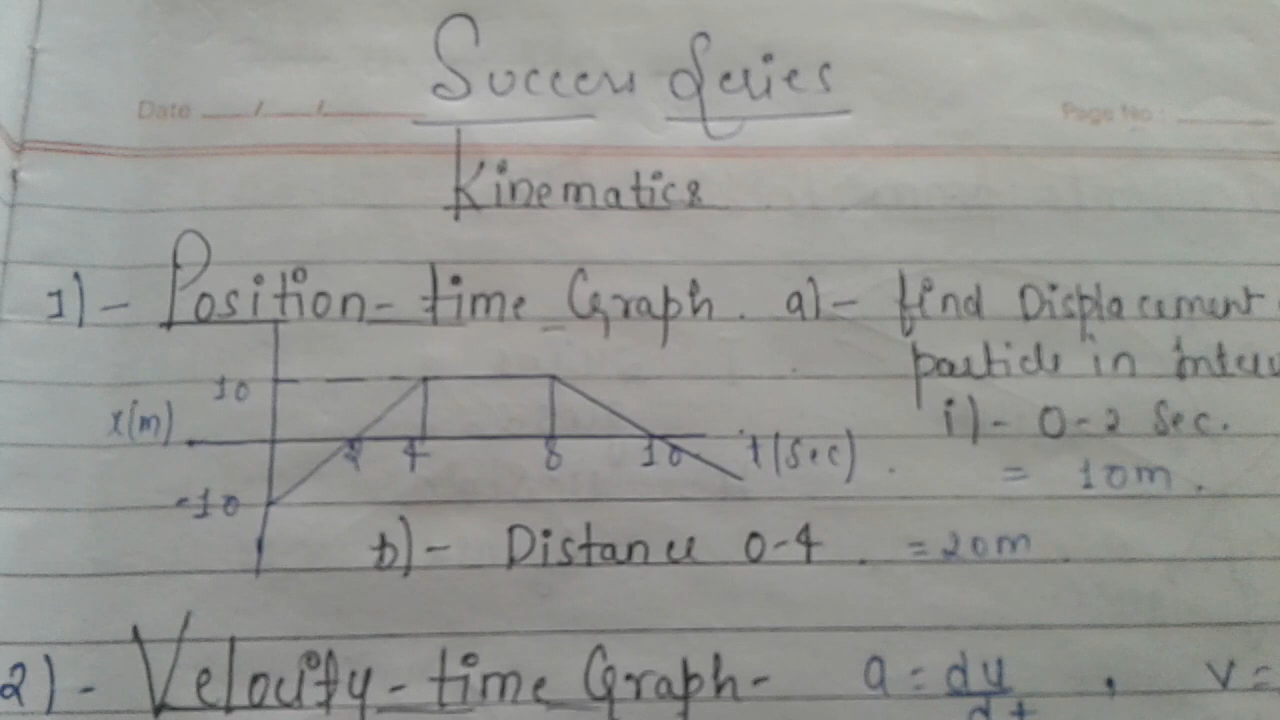 Success Series
Date / / Page No :
Kinematics
1)- Position-time Graph. a)- find Displacement
particle in
10
x(m)
i)- 0-2 Sec.
2 4 8 10 t(sec).
= 10m.
-10
b)- Distance 0-4. = 20m.
2)- Velocity-time Graph- a = dv/dt , v =